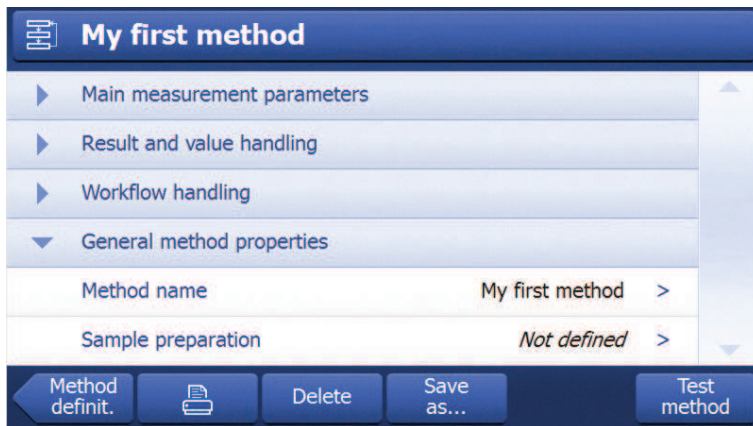 My first method
Main measurement parameters
Result and value handling
Workflow handling
General method properties
Method name My first method >
Sample preparation Not defined >
Method definit.
Delete
Save as...
Test method